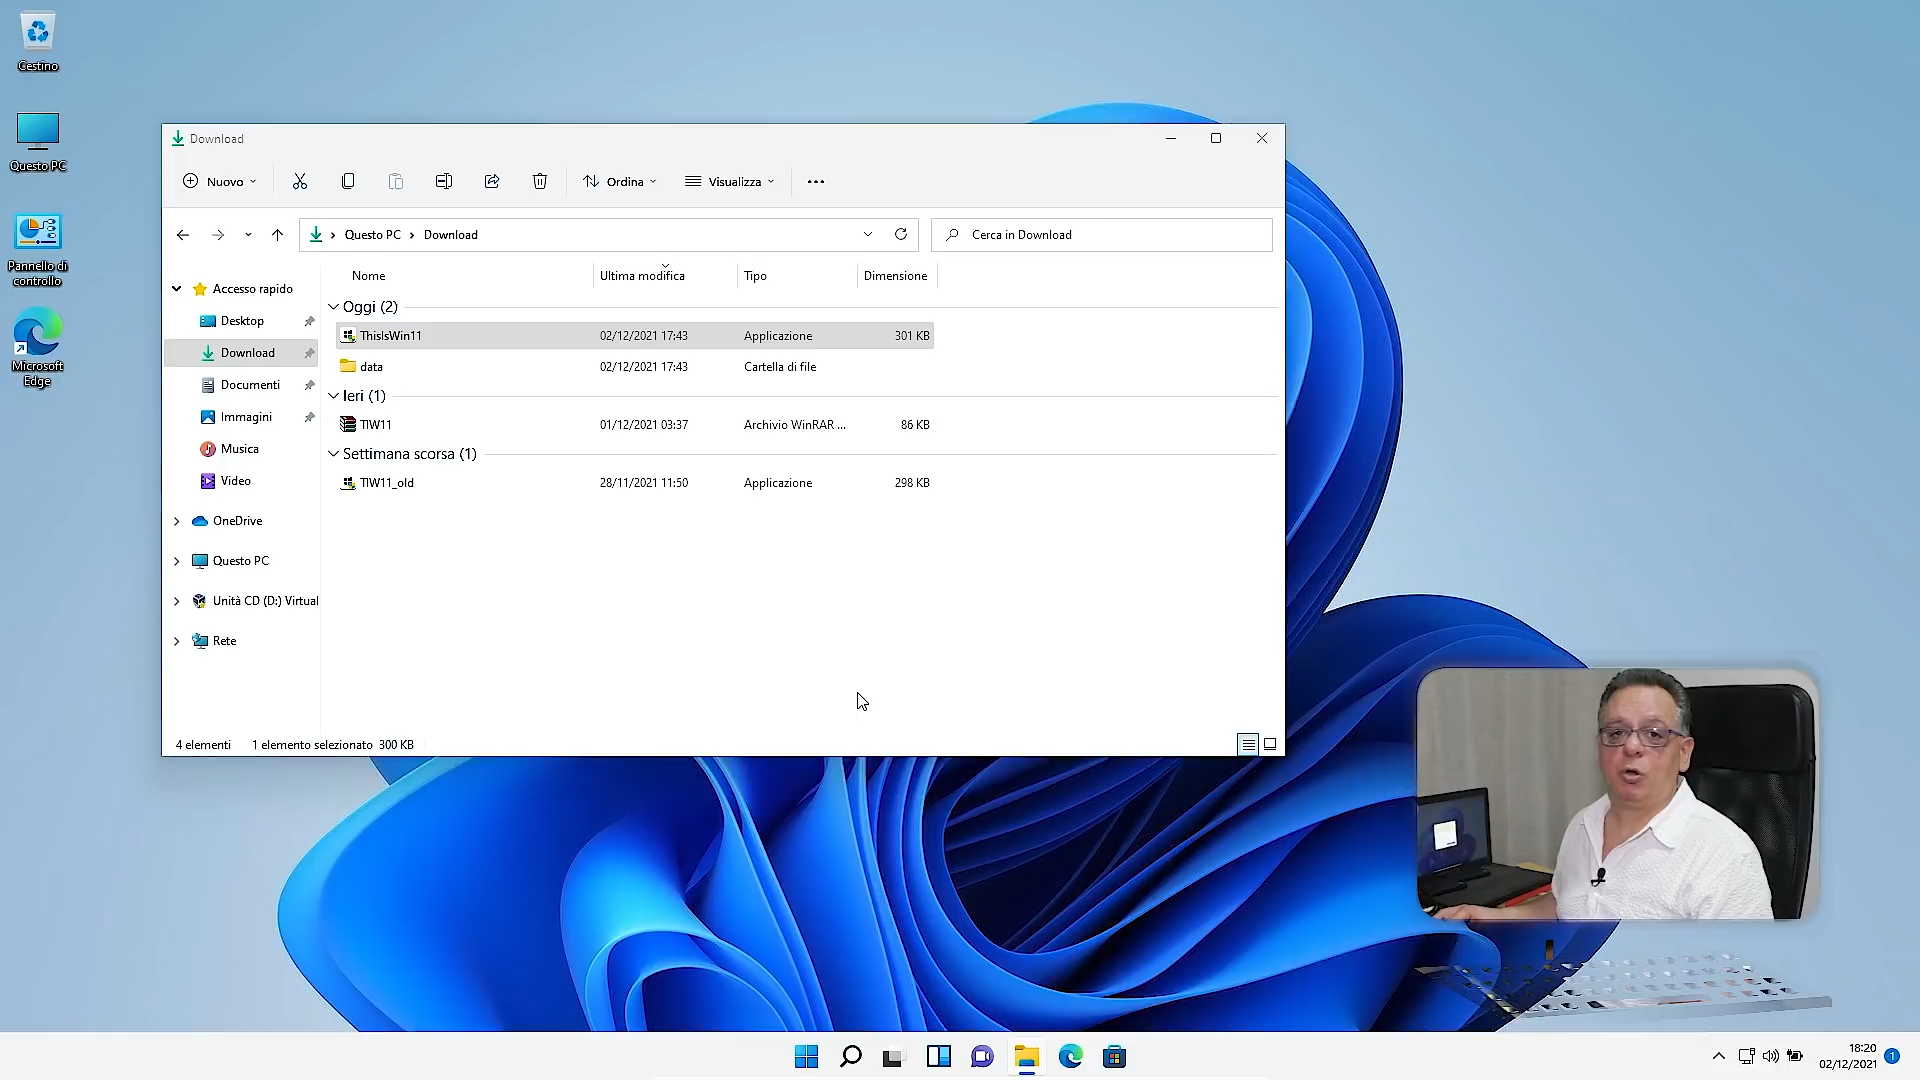 Cestino
Questo PC
Pannello di
controllo
Microsoft
Edge
Download
Nuovo
Ordina
Visualizza
Questo PC
Download
Cerca in Download
Nome
Ultima modifica
Tipo
Dimensione
Accesso rapido
Desktop
Download
Documenti
Immagini
Musica
Video
OneDrive
Questo PC
Unità CD (D:) Virtual
Rete
Oggi (2)
ThisIsWin11 02/12/2021 17:43 Applicazione 301 KB
data 02/12/2021 17:43 Cartella di file
Ieri (1)
TIW11 01/12/2021 03:37 Archivio WinRAR ... 86 KB
Settimana scorsa (1)
TIW11_old 28/11/2021 11:50 Applicazione 298 KB
4 elementi 1 elemento selezionato 300 KB
18:20
02/12/2021
1